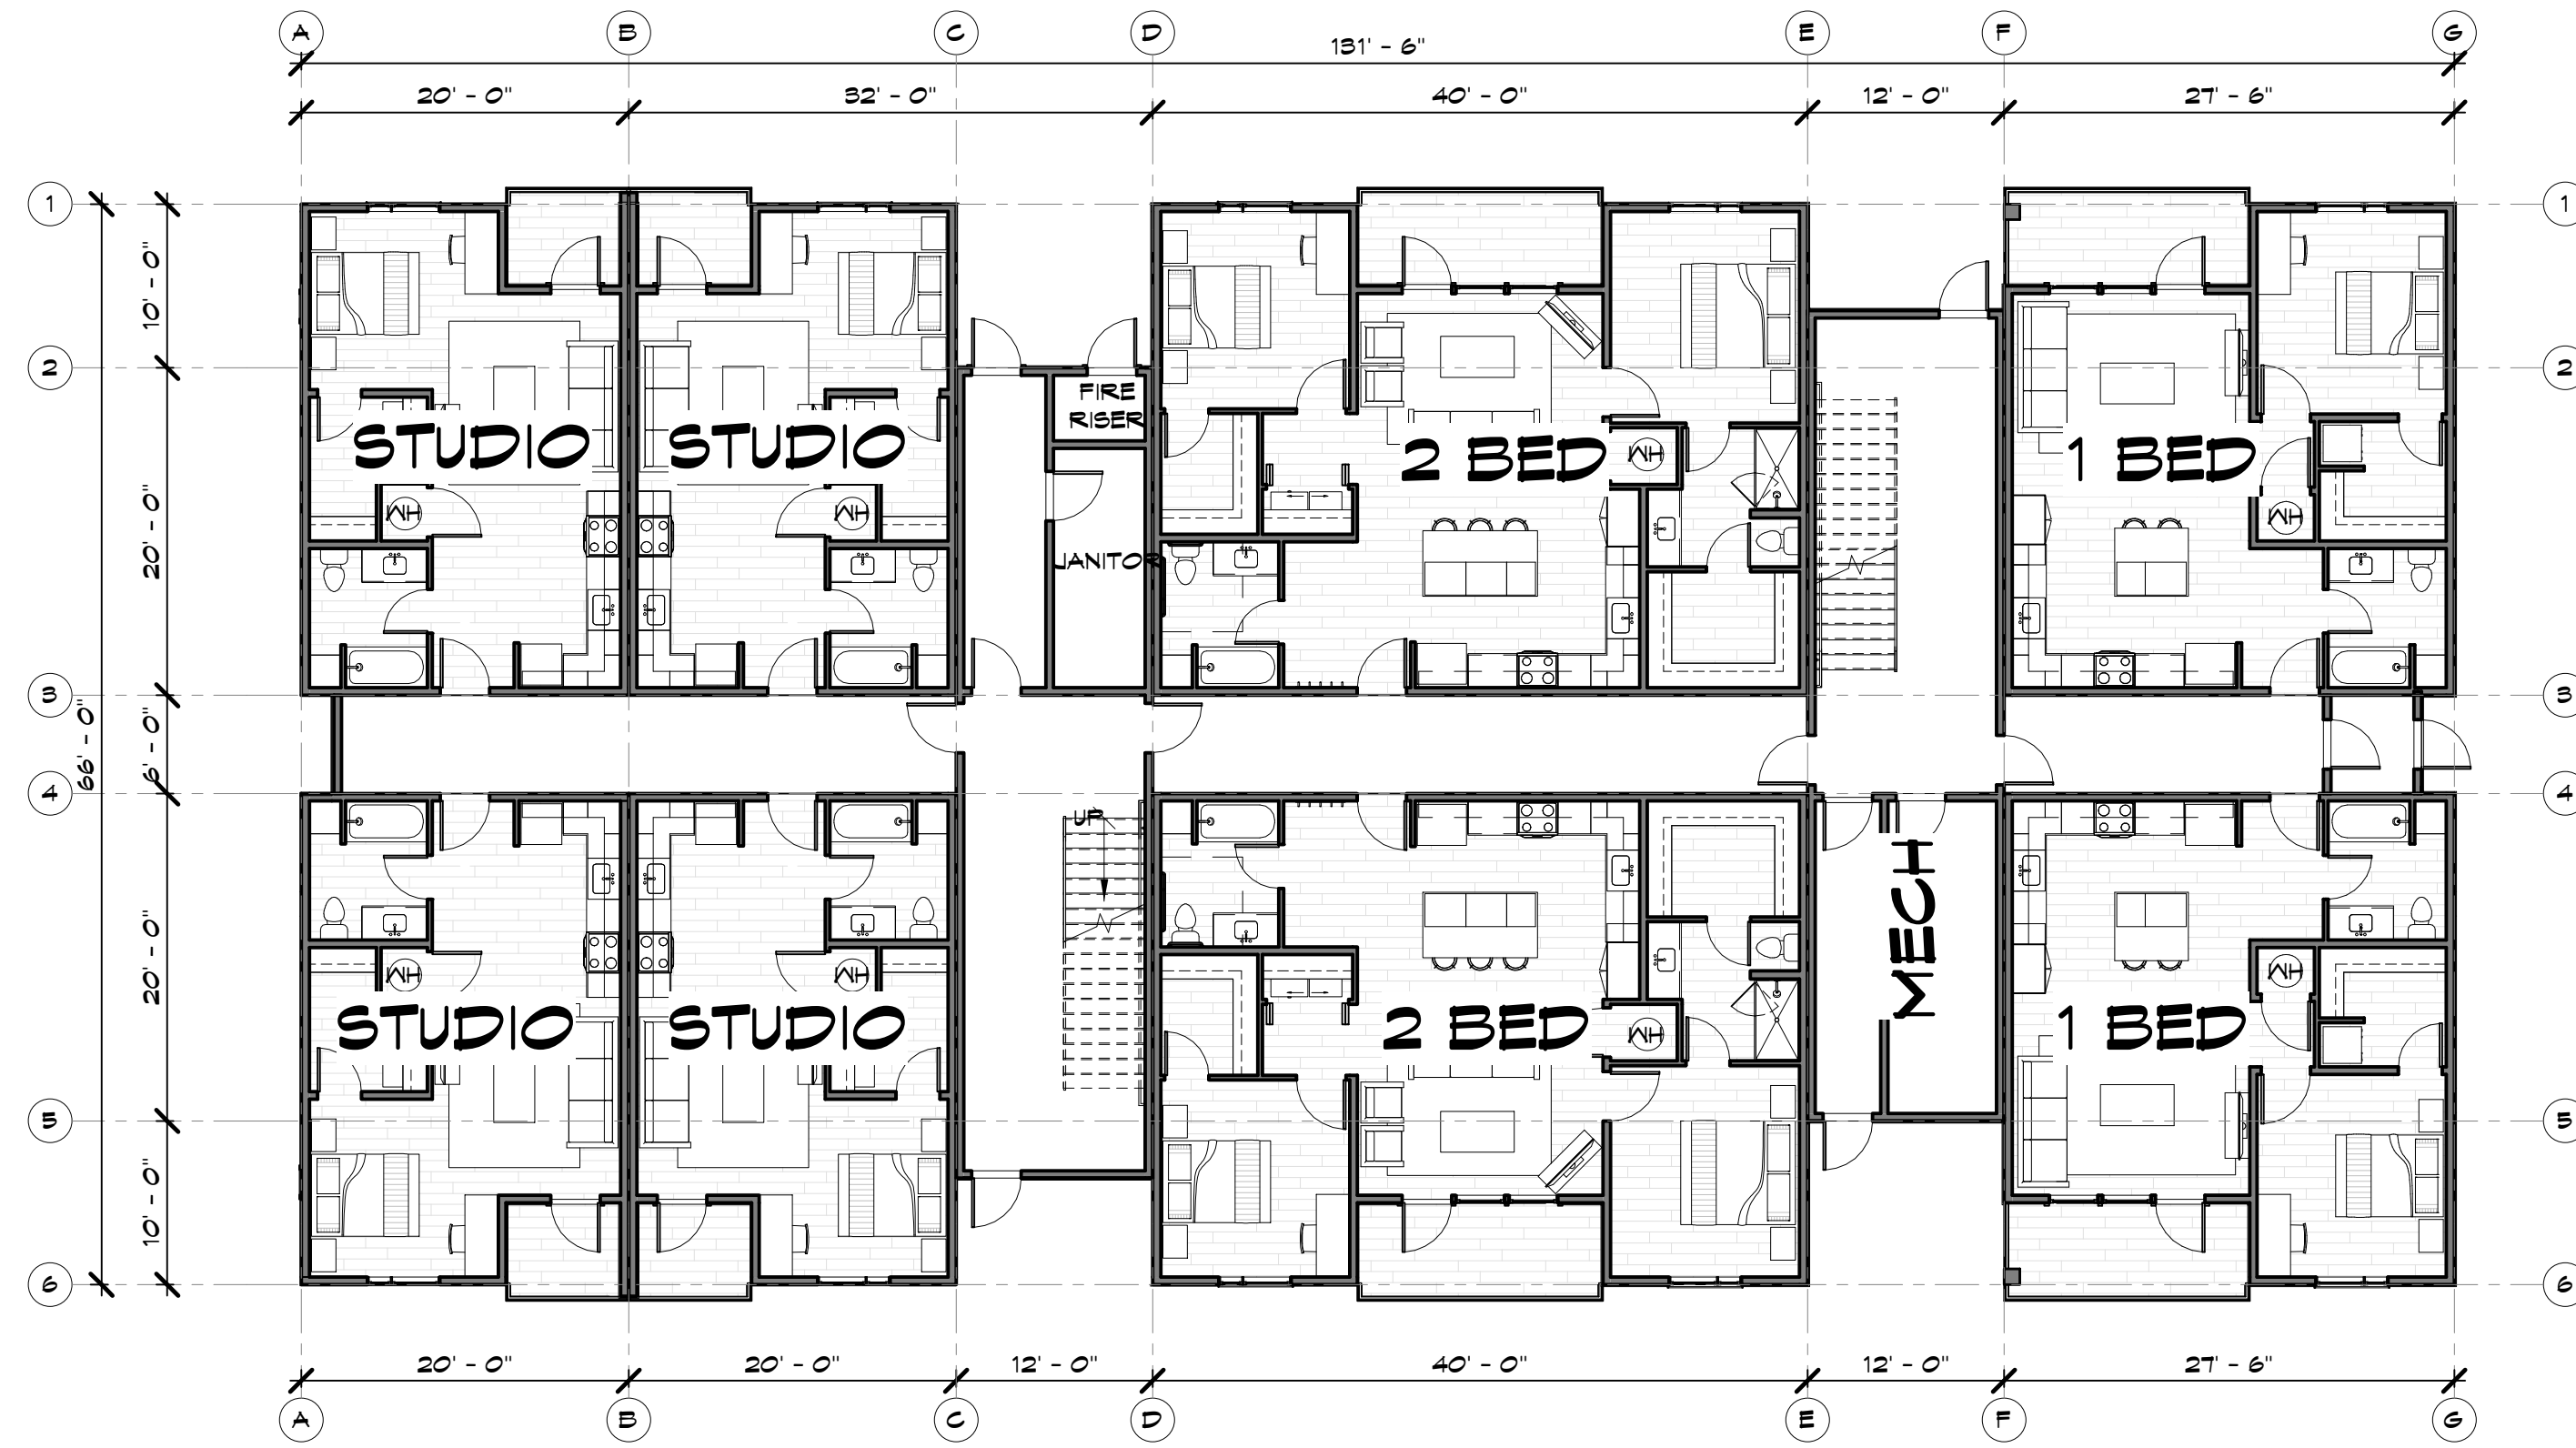 A B C D E F G
131' - 6"
20' - 0" 32' - 0" 40' - 0" 12' - 0" 27' - 6"
1 1
10' - 0"
2 2
FIRE
RISER
STUDIO STUDIO 2 BED WH 1 BED
WH WH WH
20' - 0"
JANITOR
3 3
66' - 0"
6' - 0"
4 4
UP
MECH
20' - 0"
WH WH WH
STUDIO STUDIO 2 BED WH 1 BED
5 5
10' - 0"
6 6
20' - 0" 20' - 0" 12' - 0" 40' - 0" 12' - 0" 27' - 6"
A B C D E F G